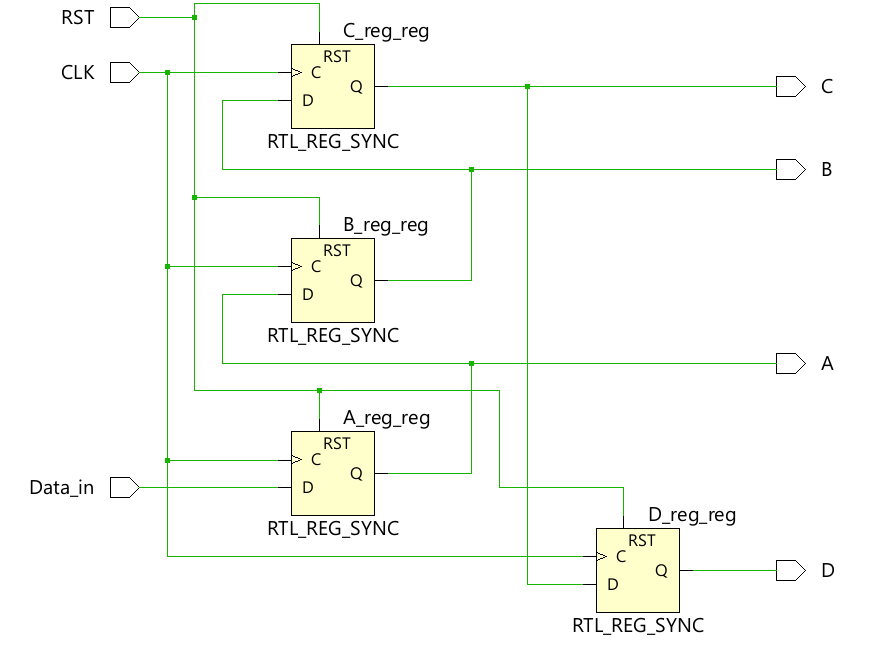 RST
C_reg_reg
RST
CLK
C
Q
C
D
RTL_REG_SYNC
B
B_reg_reg
RST
C
Q
D
RTL_REG_SYNC
A
A_reg_reg
RST
C
Q
Data_in
D
RTL_REG_SYNC
D_reg_reg
RST
C
Q
D
D
RTL_REG_SYNC